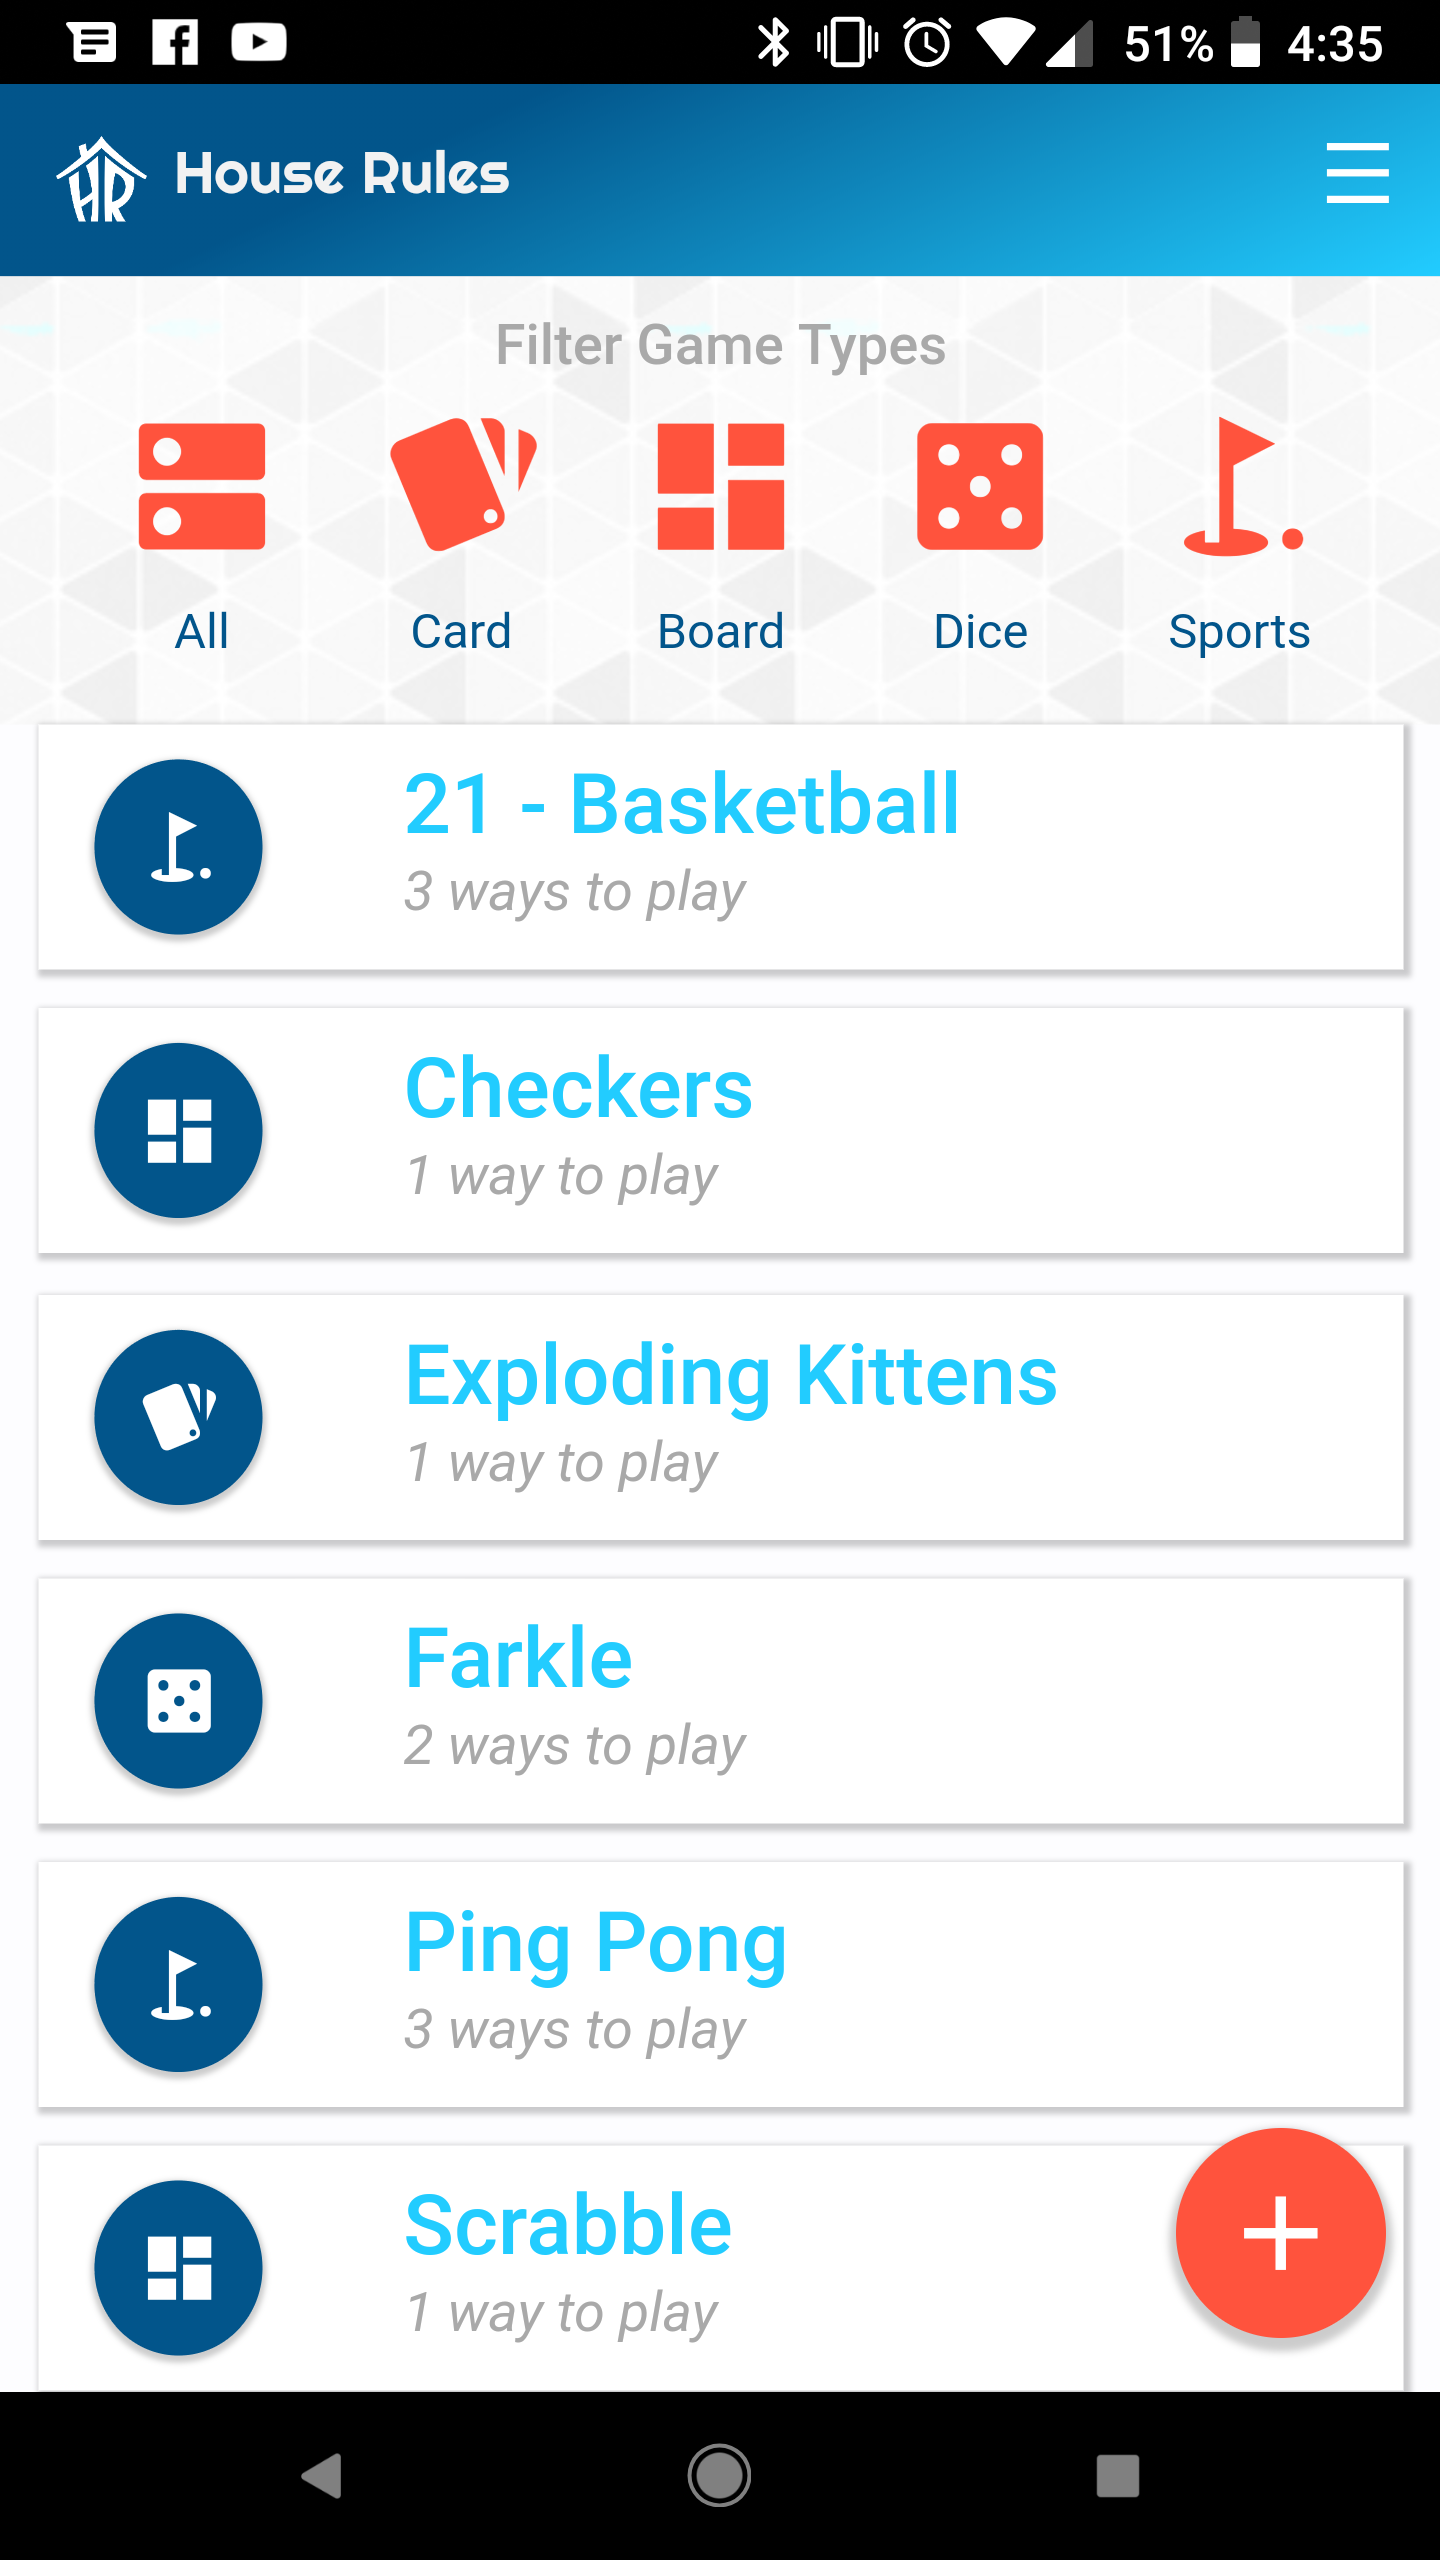 51% 4:35
House Rules
Filter Game Types
All Card Board Dice Sports
21 - Basketball
3 ways to play
Checkers
1 way to play
Exploding Kittens
1 way to play
Farkle
2 ways to play
Ping Pong
3 ways to play
Scrabble
1 way to play